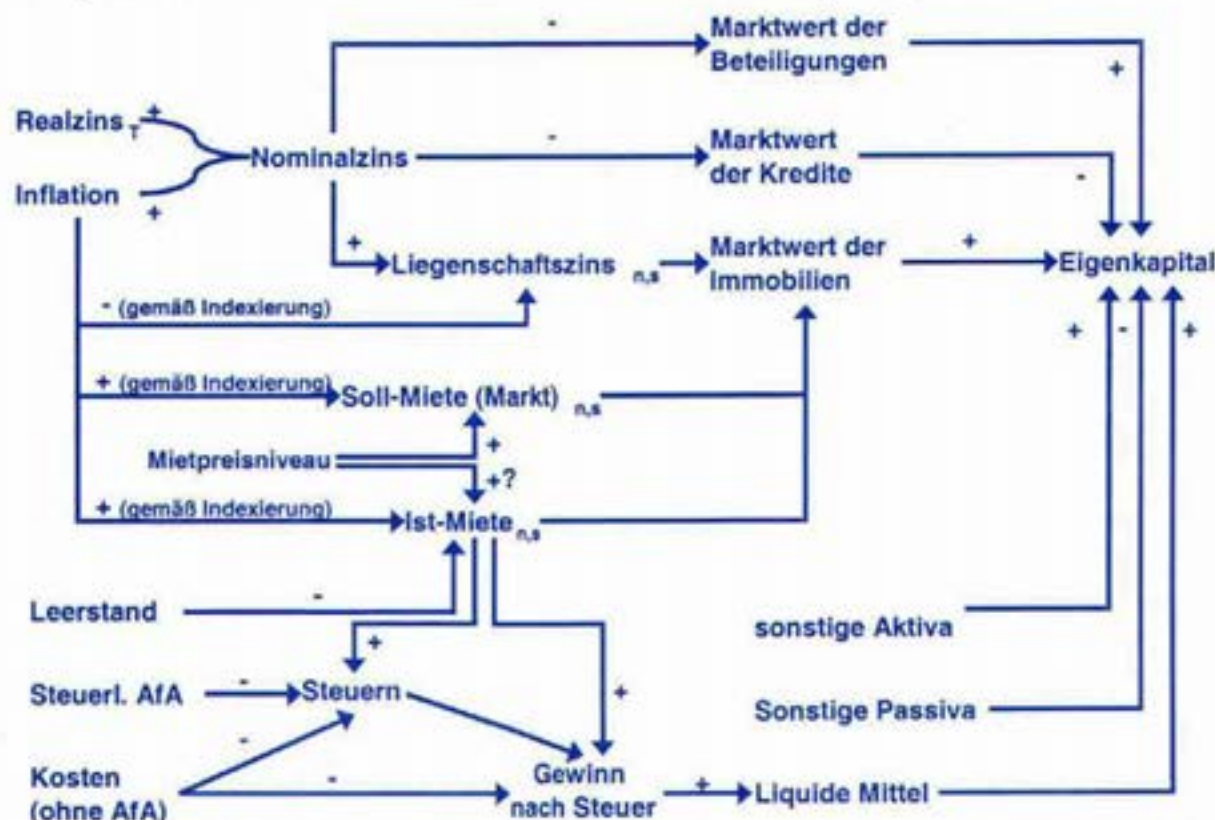 -
Marktwert der
Beteiligungen
+
Realzins T
+
Nominalzins
-
Marktwert
der Kredite
-
Inflation
+
+
Liegenschaftszins n,s
Marktwert der
Immobilien
+
Eigenkapital
- (gemäß Indexierung)
+
-
+
+ (gemäß Indexierung)
Soll-Miete (Markt) n,s
Mietpreisniveau
+
+?
+ (gemäß Indexierung)
Ist-Miete n,s
Leerstand
-
sonstige Aktiva
+
Steuerl. AfA
-
Steuern
+
Sonstige Passiva
-
Kosten
(ohne AfA)
-
Gewinn
nach Steuer
+
Liquide Mittel